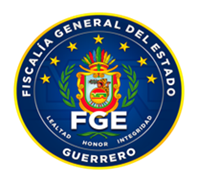 FISCALÍA GENERAL DEL ESTADO
FGE
LEALTAD HONOR INTEGRIDAD
GUERRERO